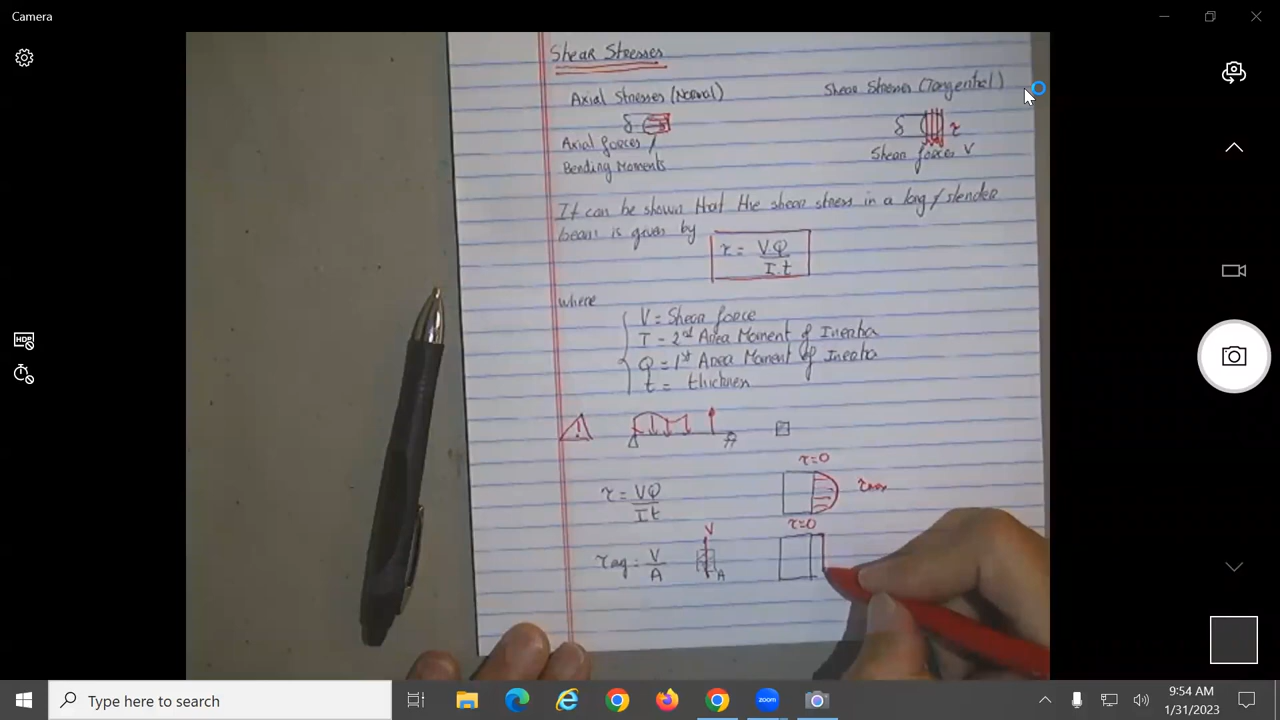 Camera
Shear Stresses
Axial Stresses (Normal)
Shear Stresses (Tangential)
δ
δ
τ
Axial forces /
Bending Moments
Shear forces V
It can be shown that the shear stress in a long/slender
beam is given by
τ = V.Q
I.t
where
V = Shear force
I = 2nd Area Moment of Inertia
Q = 1st Area Moment of Inertia
t = thickness
!
τ=0
τ = VQ
It
τmax
τ=0
V
τavg = V
A
A
HDR
Type here to search
zoom
9:54 AM
1/31/2023